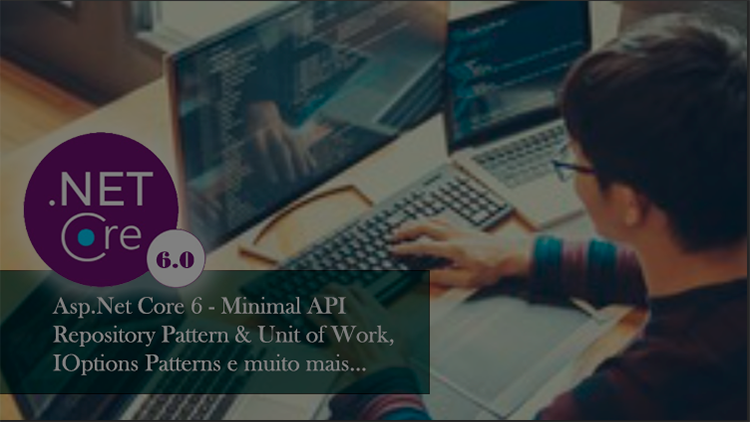 .NET
Core
6.0
Asp.Net Core 6 - Minimal API
Repository Pattern & Unit of Work,
IOptions Patterns e muito mais...